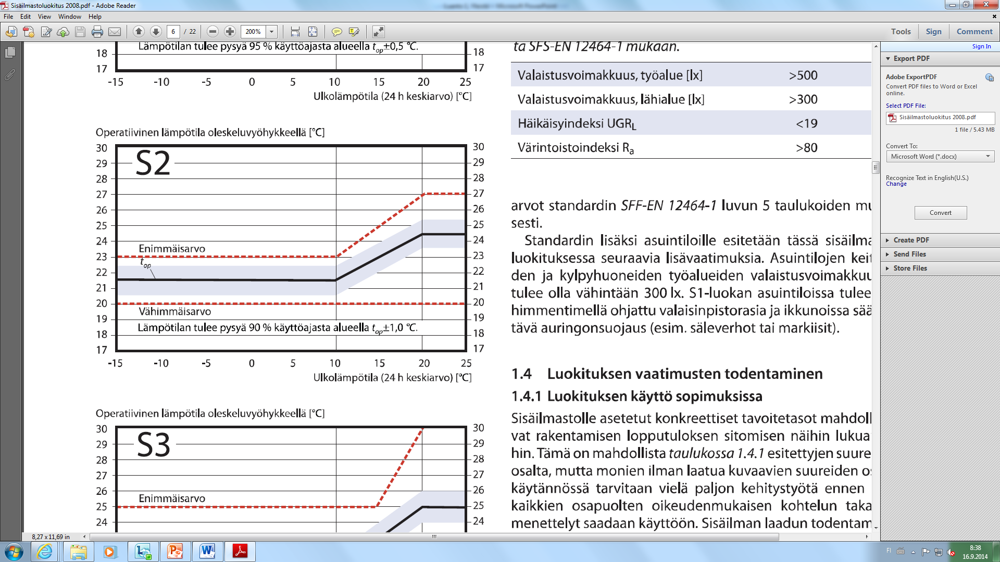 Sisäilmastoluokitus 2008.pdf - Adobe Reader
File Edit View Window Help
6 / 22 200% Tools Sign Comment
Lämpötilan tulee pysyä 95 % käyttöajasta alueella top±0,5 °C.
18 18
17 17
-15 -10 -5 0 5 10 15 20 25
Ulkolämpötila (24 h keskiarvo) [°C]
Operatiivinen lämpötila oleskeluvyöhykkeellä [°C]
S2
30 30
29 29
28 28
27 27
26 26
25 25
24 24
Enimmäisarvo
23 23
top
22 22
21 21
20 20
Vähimmäisarvo
19 19
Lämpötilan tulee pysyä 90 % käyttöajasta alueella top±1,0 °C.
18 18
17 17
-15 -10 -5 0 5 10 15 20 25
Ulkolämpötila (24 h keskiarvo) [°C]
Operatiivinen lämpötila oleskeluvyöhykkeellä [°C]
S3
30 30
29 29
28 28
27 27
26 26
Enimmäisarvo
25 25
24 24
ta SFS-EN 12464-1 mukaan.
Valaistusvoimakkuus, työalue [lx] >500
Valaistusvoimakkuus, lähialue [lx] >300
Häikäisyindeksi UGRL <19
Värintoistoindeksi Ra >80
arvot standardin SFF-EN 12464-1 luvun 5 taulukoiden mu
sesti.
Standardin lisäksi asuintiloille esitetään tässä sisäilma
luokituksessa seuraavia lisävaatimuksia. Asuintilojen keit
den ja kylpyhuoneiden työalueiden valaistusvoimakkuu
tulee olla vähintään 300 lx. S1-luokan asuintiloissa tulee
himmentimellä ohjattu valaisinpistorasia ja ikkunoissa sää
tävä auringonsuojaus (esim. säleverhot tai markiisit).
1.4 Luokituksen vaatimusten todentaminen
1.4.1 Luokituksen käyttö sopimuksissa
Sisäilmastolle asetetut konkreettiset tavoitetasot mahdoll
vat rakentamisen lopputuloksen sitomisen näihin lukua
hin. Tämä on mahdollista taulukossa 1.4.1 esitettyjen suure
osalta, mutta monien ilman laatua kuvaavien suureiden o
käytännössä tarvitaan vielä paljon kehitystyötä ennen
kaikkien osapuolten oikeudenmukaisen kohtelun taka
menettelyt saadaan käyttöön. Sisäilman laadun todentam
Sign In
Export PDF
Adobe ExportPDF
Convert PDF files to Word or Excel
online.
Select PDF File:
Sisäilmastoluokitus 2008.pdf
1 file / 5.43 MB
Convert To:
Microsoft Word (*.docx)
Recognize Text in English(U.S.)
Change
Convert
Create PDF
Send Files
Store Files
8,27 x 11,69 in
FI
8:38
16.9.2014